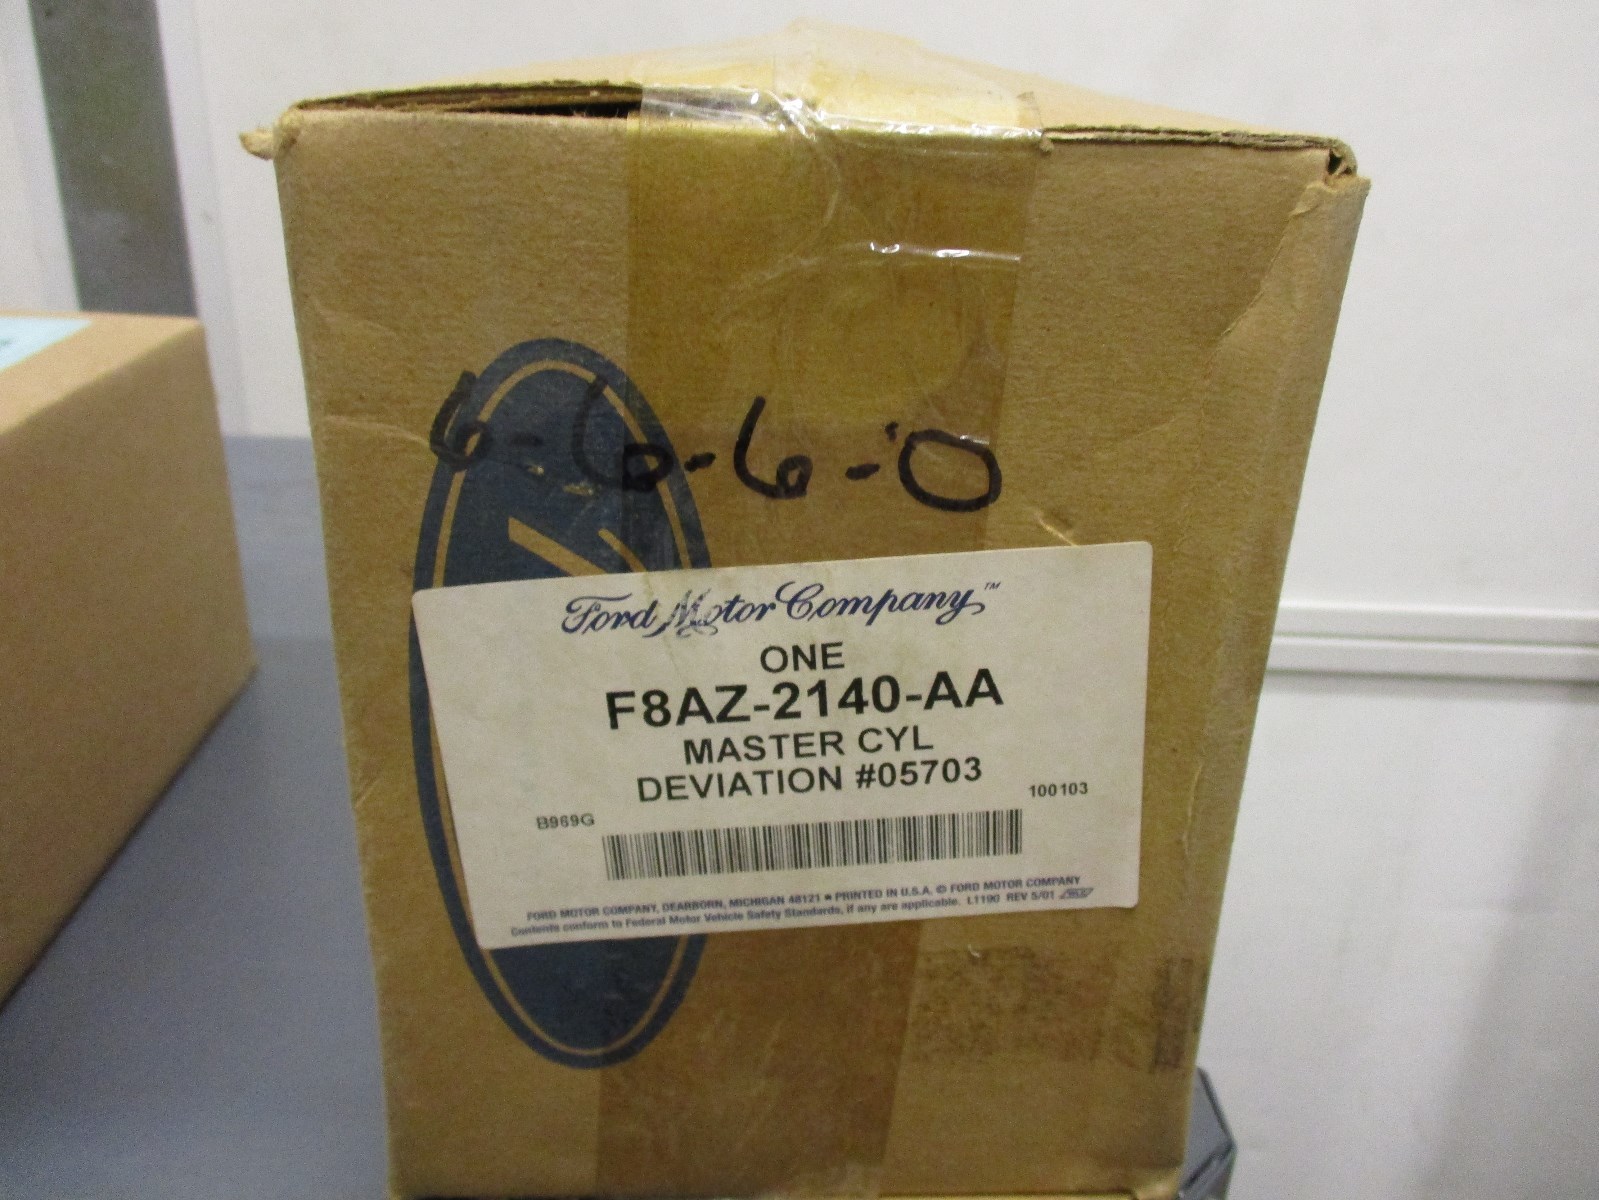 6-6-6-0
Ford Motor Company™
ONE
F8AZ-2140-AA
MASTER CYL
DEVIATION #05703
B969G 100103
FORD MOTOR COMPANY, DEARBORN, MICHIGAN 48121 • PRINTED IN U.S.A. © FORD MOTOR COMPANY
Contents conform to Federal Motor Vehicle Safety Standards, if any are applicable. L1190 REV 5/01